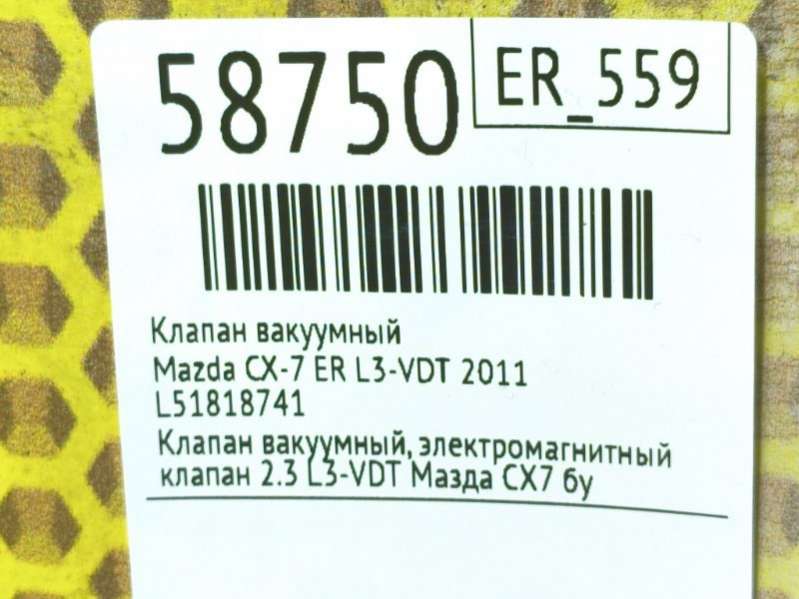 58750
ER_559
Клапан вакуумный
Mazda CX-7 ER L3-VDT 2011
L51818741
Клапан вакуумный, электромагнитный
клапан 2.3 L3-VDT Мазда СХ7 бу